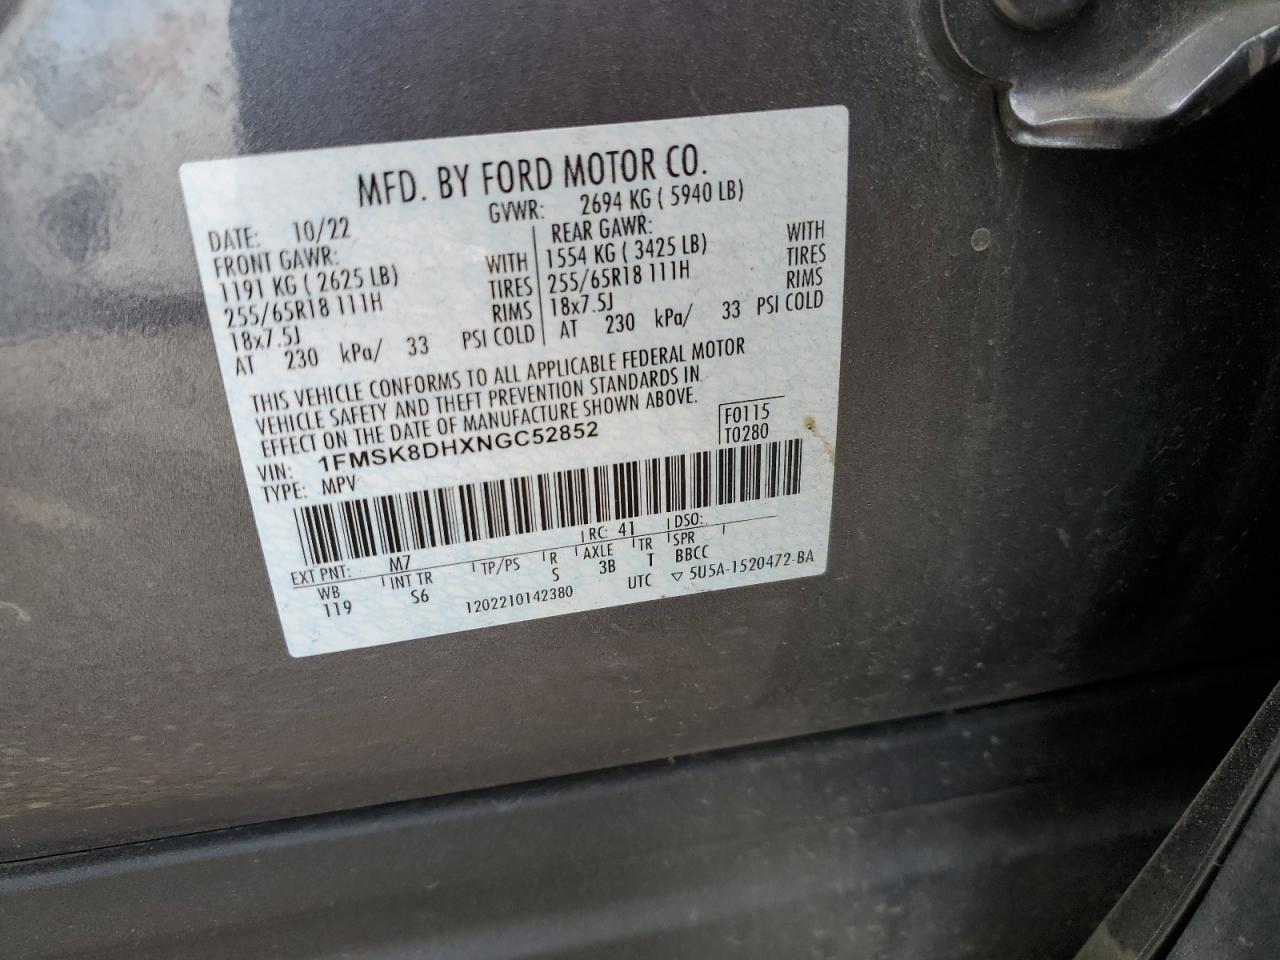 MFD. BY FORD MOTOR CO.
DATE: 10/22 GVWR: 2694 KG ( 5940 LB)
FRONT GAWR: REAR GAWR:
1191 KG ( 2625 LB) WITH 1554 KG ( 3425 LB) WITH
255/65R18 111H TIRES 255/65R18 111H TIRES
18x7.5J RIMS 18x7.5J RIMS
AT 230 kPa/ 33 PSI COLD AT 230 kPa/ 33 PSI COLD
THIS VEHICLE CONFORMS TO ALL APPLICABLE FEDERAL MOTOR
VEHICLE SAFETY AND THEFT PREVENTION STANDARDS IN
EFFECT ON THE DATE OF MANUFACTURE SHOWN ABOVE.
VIN: 1FMSK8DHXNGC52852 F0115
TYPE: MPV T0280
EXT PNT: M7 RC: 41 DSO:
WB INT TR TP/PS R AXLE TR SPR
119 S6 S 3B T BBCC
1202210142380 UTC ▽ 5U5A-1520472-BA